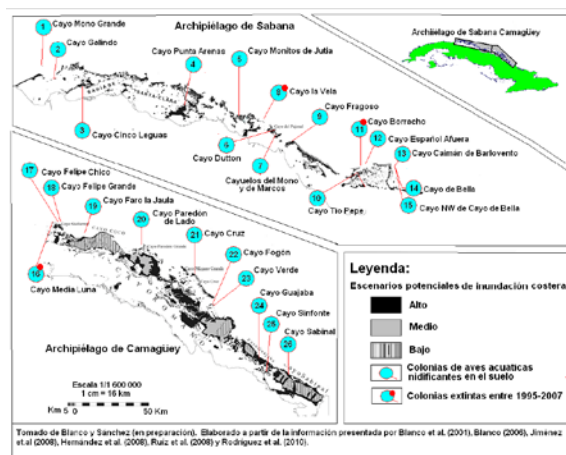 Archipiélago de Sabana
Archiiélago de Sabana
Camagüey
1
Cayo Mono Grande
2
Cayo Galindo
Cayo Punta Arenas
4
5
Cayo Monitos de Jutia
8
Cayo la Vela
9
Cayo Fragoso
Cayo Borracho
11
12
Cayo Español Afuera
13
Cayo Caimán de Barlovento
3
Cayo Cinco Leguas
6
Cayo Dutton
7
Cayuelos del Mono
y de Marcos
10
Cayo Tio Pepe
14
Cayo de Bella
15
Cayo NW de Cayo de Bella
17
Cayo Felipe Chico
18
Cayo Felipe Grande
19
Cayo Faro la Jaula
20
Cayo Paredón
de Lado
21
Cayo Cruz
22
Cayo Fogón
23
Cayo Verde
24
Cayo Guajaba
25
Cayo Sinfonte
26
Cayo Sabinal
16
Cayo Media Luna
Archipiélago de Camagüey
Escala 1/1 600 000
1 cm = 16 km
Km 5 0 50 Km
Leyenda:
Escenarios potenciales de inundación costera
Alto
Medio
Bajo
Colonias de aves acuaticas
nidificantes en el suelo
Colonias extintas entre 1995-2007
Tomado de Blanco y Sánchez (en preparación). Elaborado a partir de la información presentada por Blanco et al. (2001), Blanco (2006), Jiménez
et.al (2008), Hernandez et al. (2008), Ruíz et al. (2008) y Rodríguez et al. (2010).